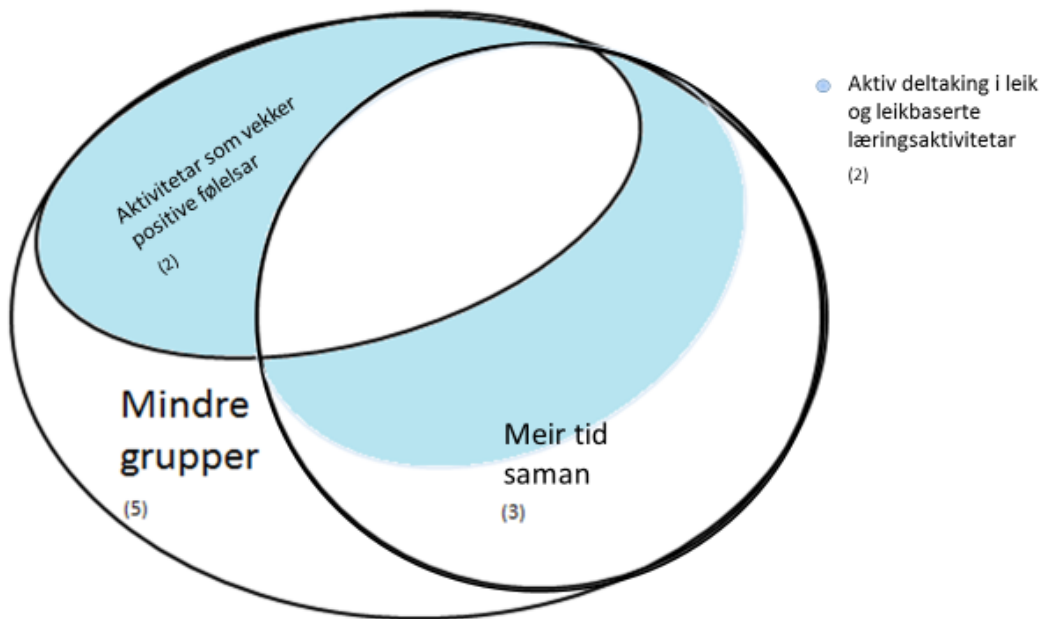 Aktivitetar som vekker
positive følelsar
(2)
Aktiv deltaking i leik
og leikbaserte
læringsaktivitetar
(2)
Mindre
grupper
(5)
Meir tid
saman
(3)